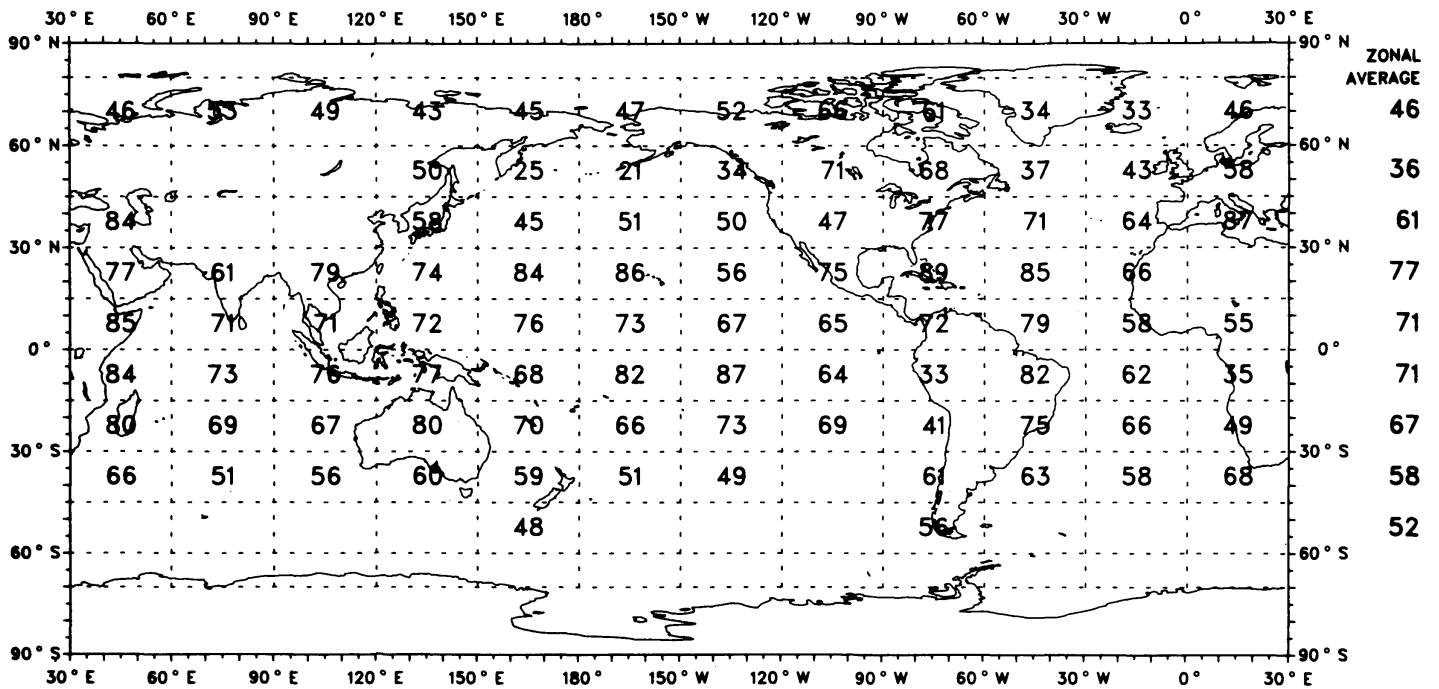 30° E 60° E 90° E 120° E 150° E 180° 150° W 120° W 90° W 60° W 30° W 0° 30° E
90° N 90° N
ZONAL
AVERAGE
46 53 49 43 45 47 52 66 61 34 33 46 46
60° N 60° N
50 25 21 34 71 68 37 43 38 36
84 58 45 51 50 47 77 71 64 87 61
30° N 30° N
77 61 79 74 84 86 56 75 89 85 66 77
85 71 71 72 76 73 67 65 72 79 58 55 71
0° 0°
84 73 76 77 68 82 87 64 33 82 62 35 71
80 69 67 80 70 66 73 69 41 75 66 49 67
30° S 30° S
66 51 56 60 59 51 49 61 63 58 68 58
48 56 52
60° S 60° S
90° S 90° S
30° E 60° E 90° E 120° E 150° E 180° 150° W 120° W 90° W 60° W 30° W 0° 30° E